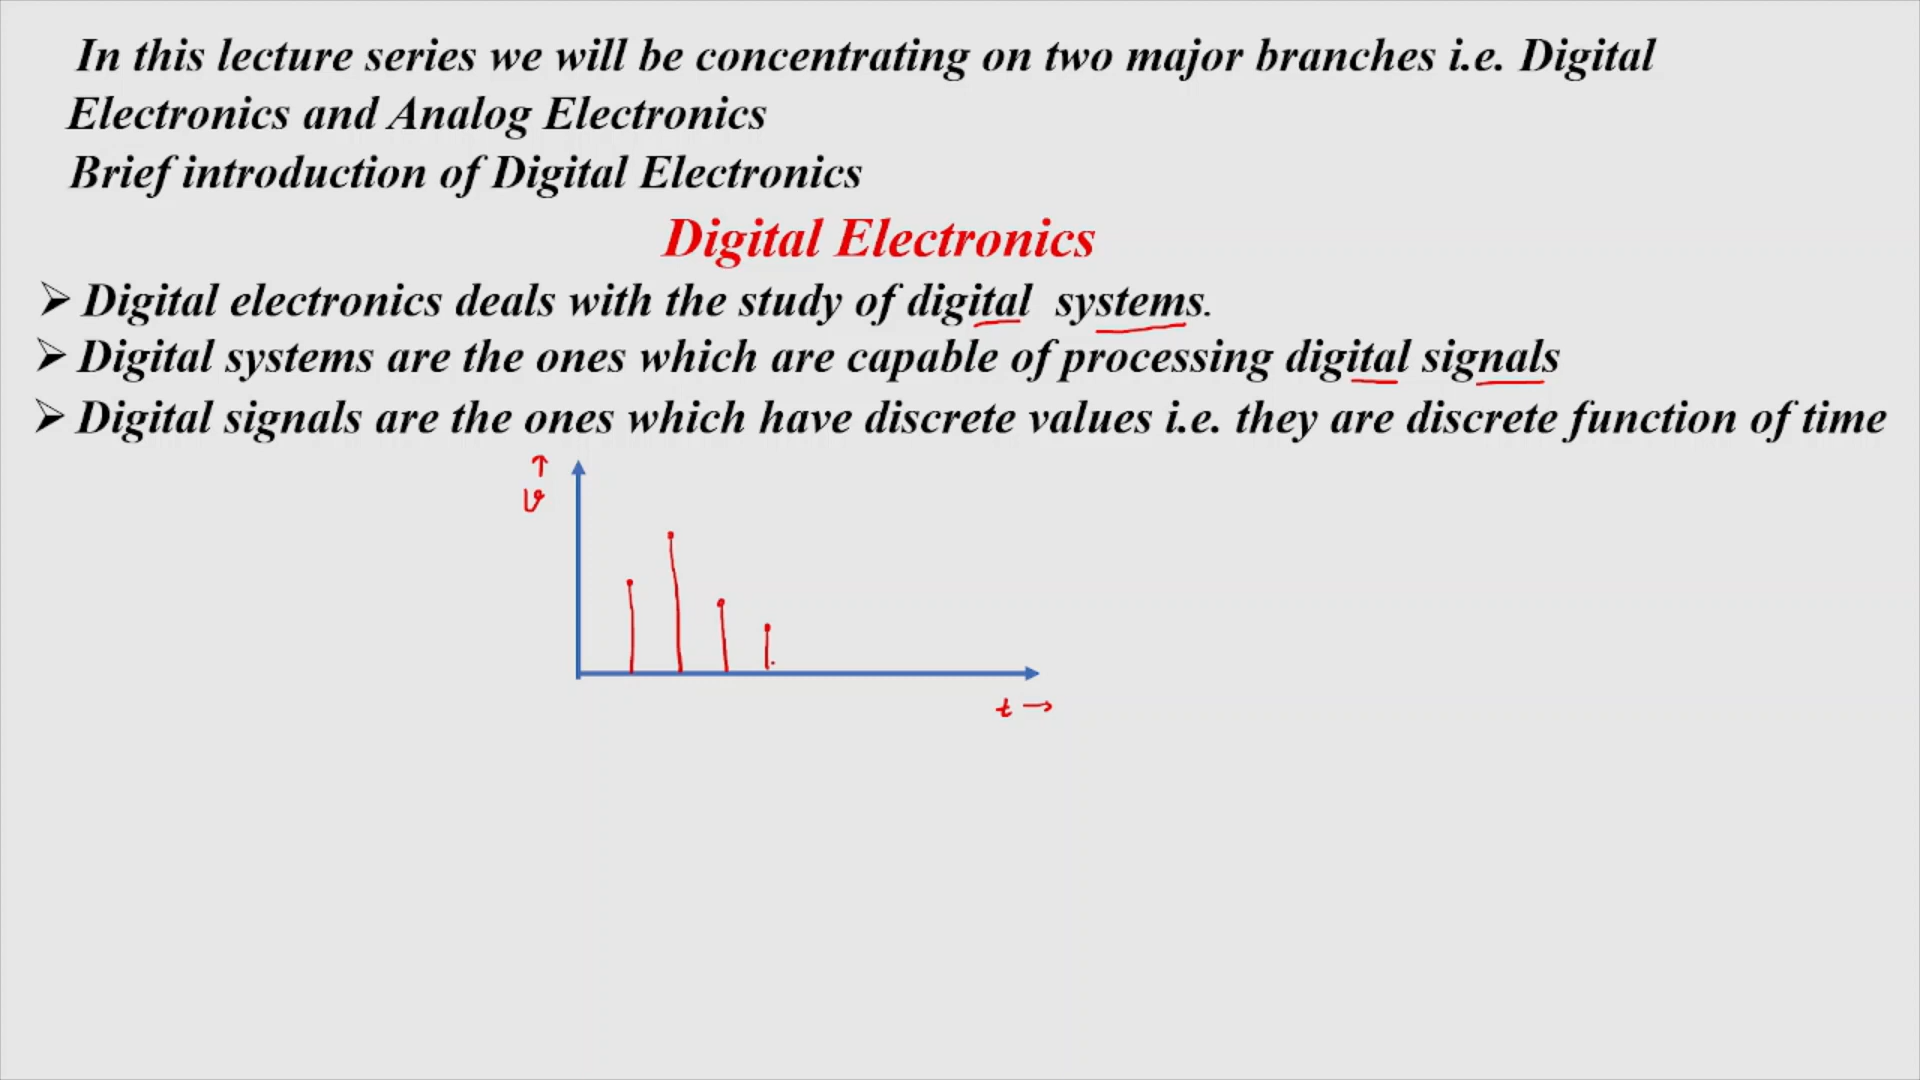 In this lecture series we will be concentrating on two major branches i.e. Digital
Electronics and Analog Electronics
Brief introduction of Digital Electronics
Digital Electronics
➢ Digital electronics deals with the study of digital systems.
➢ Digital systems are the ones which are capable of processing digital signals
➢ Digital signals are the ones which have discrete values i.e. they are discrete function of time
↑
v
t →